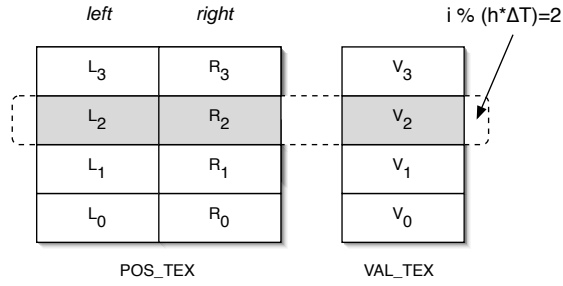 left right i % (h*ΔT)=2
L3 R3 V3
L2 R2 V2
L1 R1 V1
L0 R0 V0
POS_TEX VAL_TEX